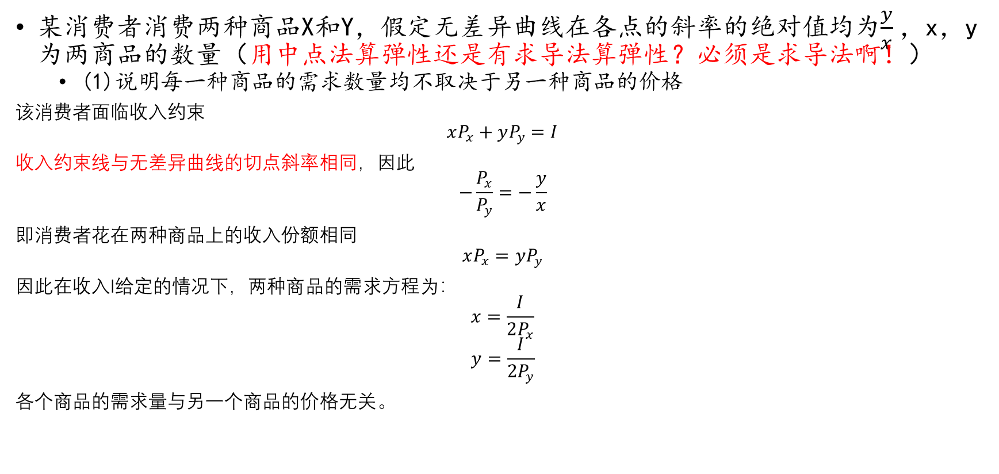 • 某消费者消费两种商品X和Y，假定无差异曲线在各点的斜率的绝对值均为y/x，x，y
为两商品的数量（用中点法算弹性还是有求导法算弹性？必须是求导法啊！）
• (1)说明每一种商品的需求数量均不取决于另一种商品的价格
该消费者面临收入约束
xPₓ + yP_y = I
收入约束线与无差异曲线的切点斜率相同，因此
−Pₓ/P_y = −y/x
即消费者花在两种商品上的收入份额相同
xPₓ = yP_y
因此在收入I给定的情况下，两种商品的需求方程为：
x = I/2Pₓ
y = I/2P_y
各个商品的需求量与另一个商品的价格无关。